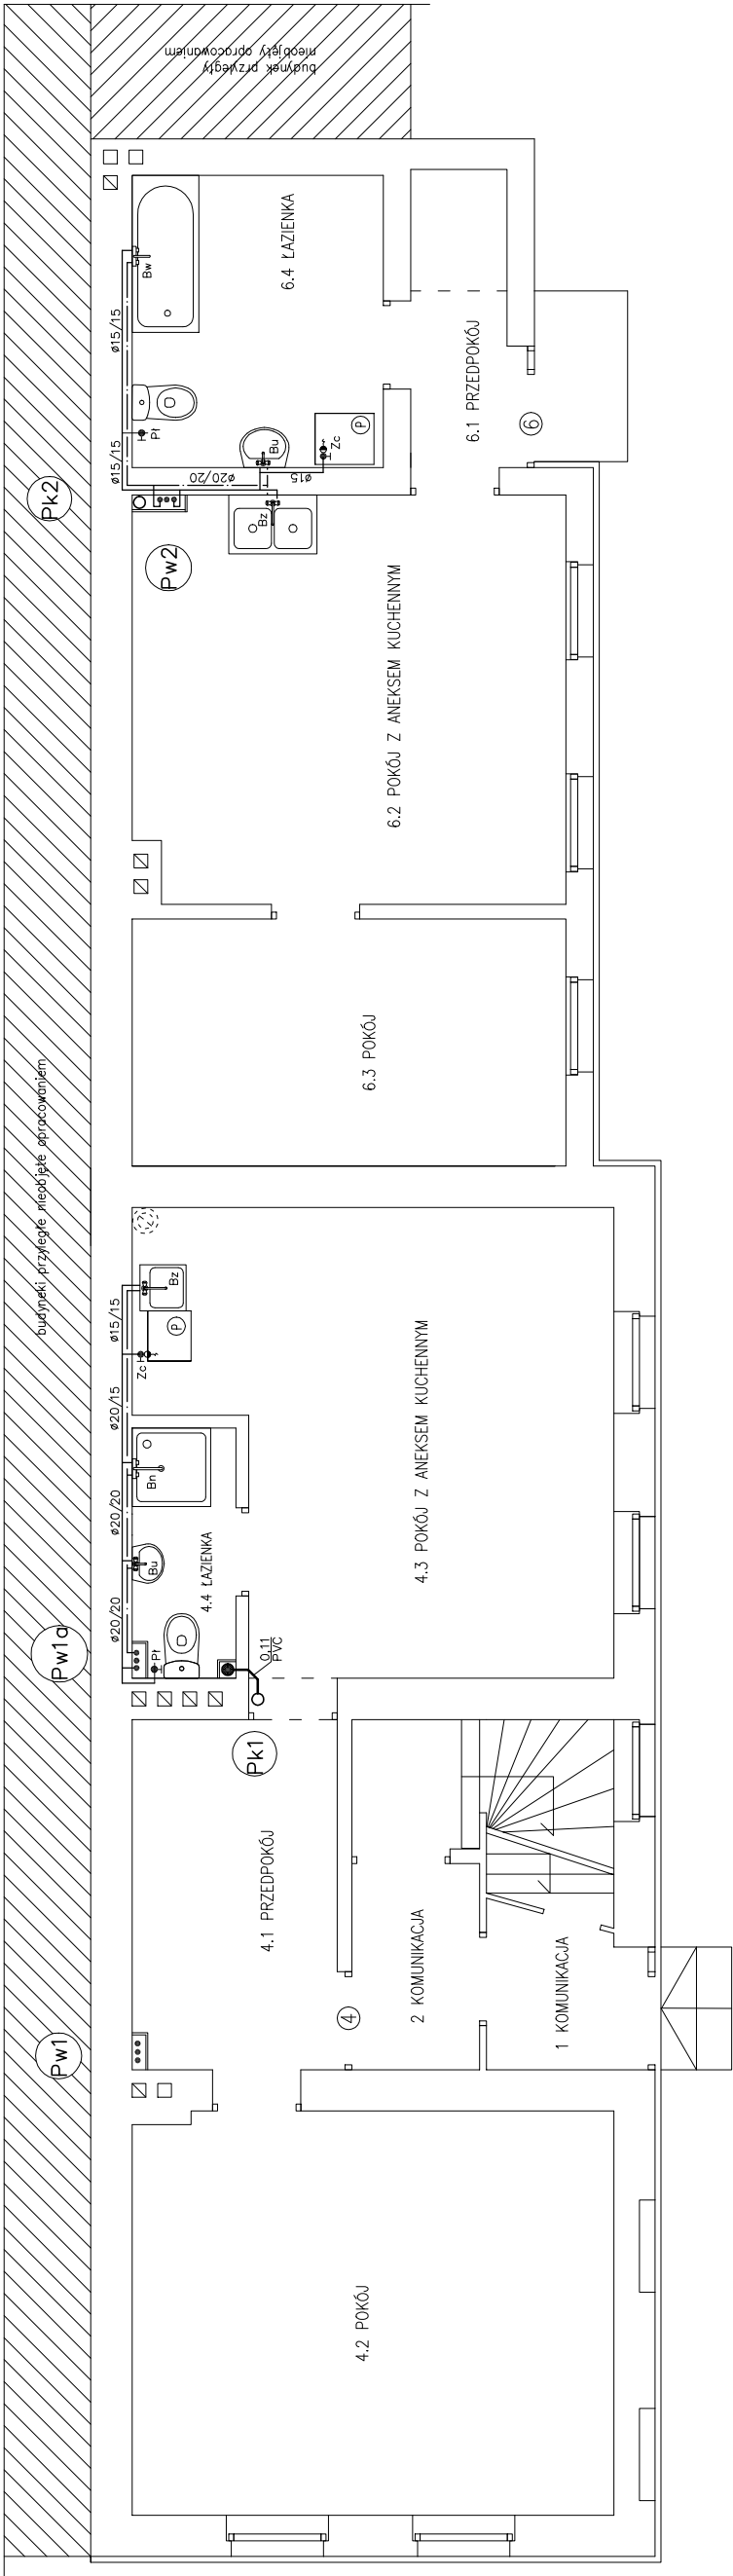 budynek przyległy
nieobjęty opracowaniem
budynki przyległe nieobjęte opracowaniem
Pk2
Pw2
Pw1a
Pk1
Pw1
ø15/15
ø15/15
ø20/20
ø15
Bw
Pł
Bu
Zc
P
Bz
6.4 ŁAZIENKA
6.1 PRZEDPOKÓJ
6
6.2 POKÓJ Z ANEKSEM KUCHENNYM
6.3 POKÓJ
ø15/15
ø20/15
ø20/20
ø20/20
Bz
P
Zc
Bn
Bu
Pł
4.4 ŁAZIENKA
0,11
PVC
4.3 POKÓJ Z ANEKSEM KUCHENNYM
4.1 PRZEDPOKÓJ
4
2 KOMUNIKACJA
1 KOMUNIKACJA
4.2 POKÓJ